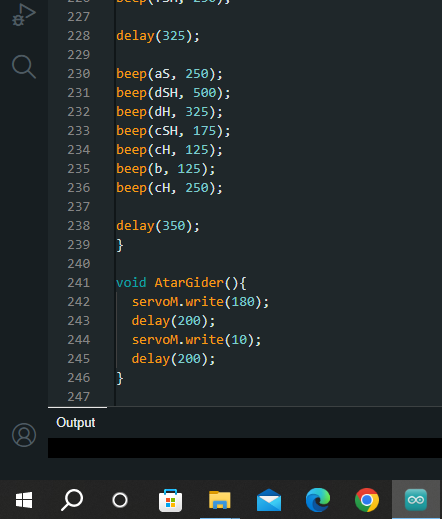 227
228 delay(325);
229
230 beep(aS, 250);
231 beep(dSH, 500);
232 beep(dH, 325);
233 beep(cSH, 175);
234 beep(cH, 125);
235 beep(b, 125);
236 beep(cH, 250);
237
238 delay(350);
239 }
240
241 void AtarGider(){
242 servoM.write(180);
243 delay(200);
244 servoM.write(10);
245 delay(200);
246 }
247
Output